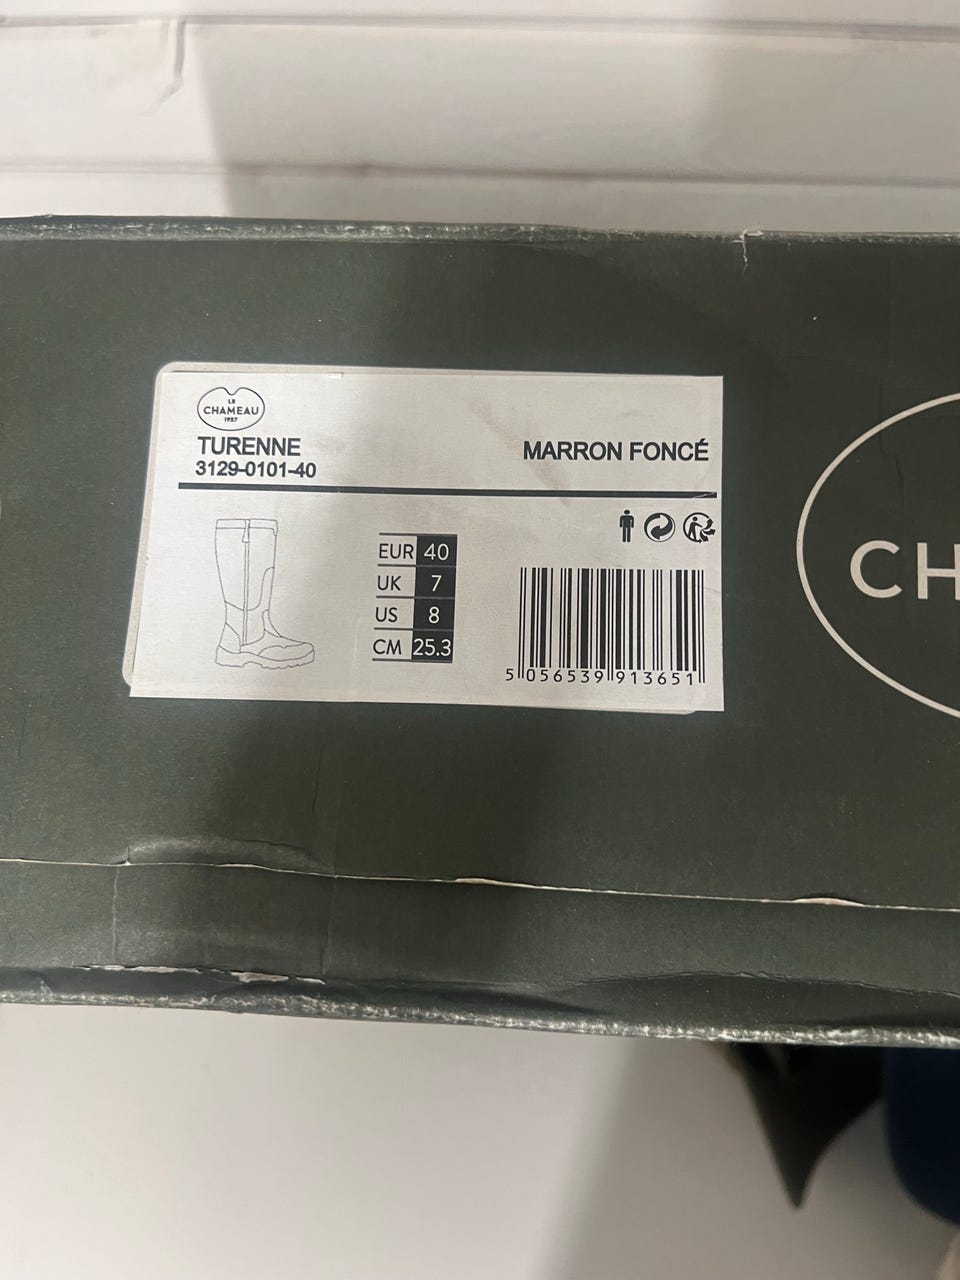 LE
CHAMEAU
1927
TURENNE
3129-0101-40
MARRON FONCÉ
EUR 40
UK 7
US 8
CM 25.3
5 056539 913651
CH